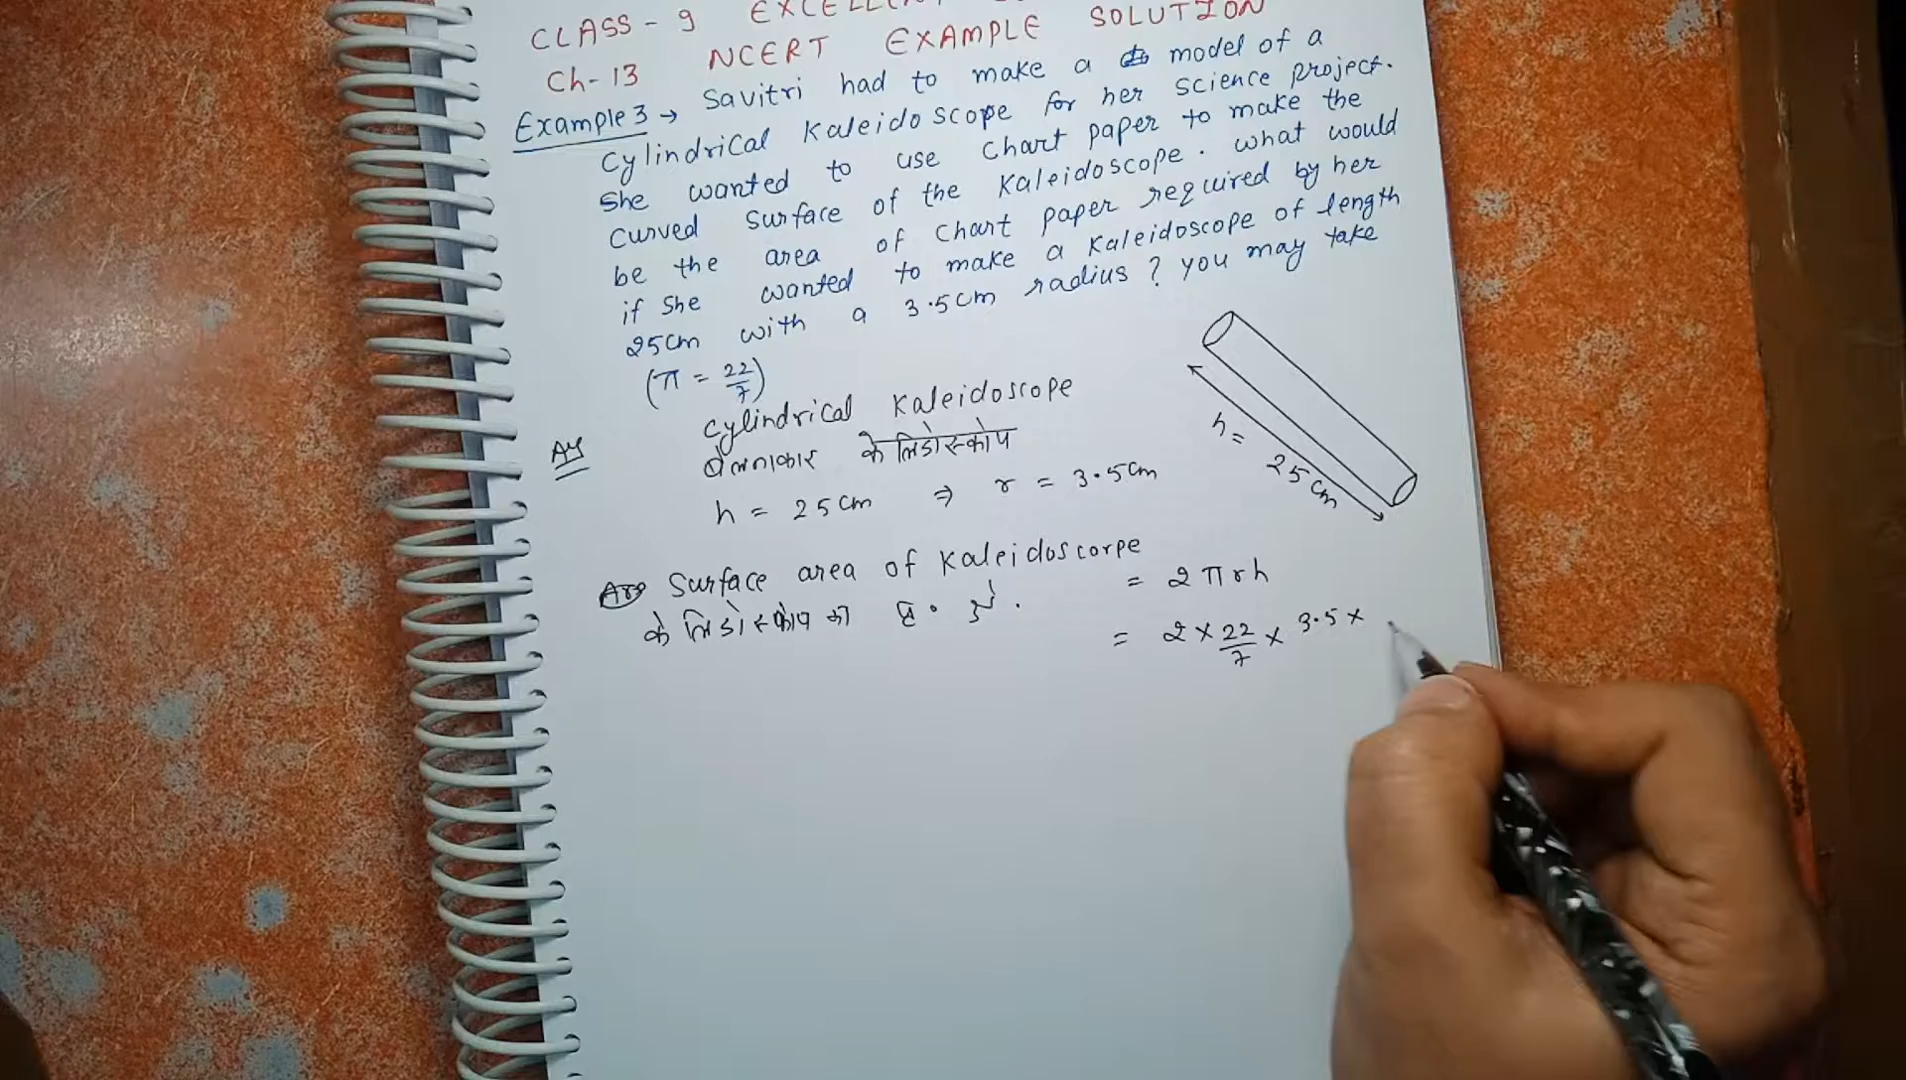 CLASS - 9 EXCELLENT
NCERT EXAMPLE SOLUTION
Ch-13
Example 3 → Savitri had to make a model of a
Cylindrical Kaleidoscope for her science project.
She wanted to use chart paper to make the
curved surface of the Kaleidoscope. what would
be the area of chart paper required by her
if she wanted to make a Kaleidoscope of length
25cm with a 3.5cm radius? you may take
(π = 22/7)
Ans Cylindrical Kaleidoscope
बेलनाकार केलिडोस्कोप
h = 25cm ⇒ r = 3.5cm
h = 25 cm
Surface area of Kaleidoscorpe = 2πrh
केलिडोस्कोप का पृ. क्षे.
= 2 × 22/7 × 3.5 ×